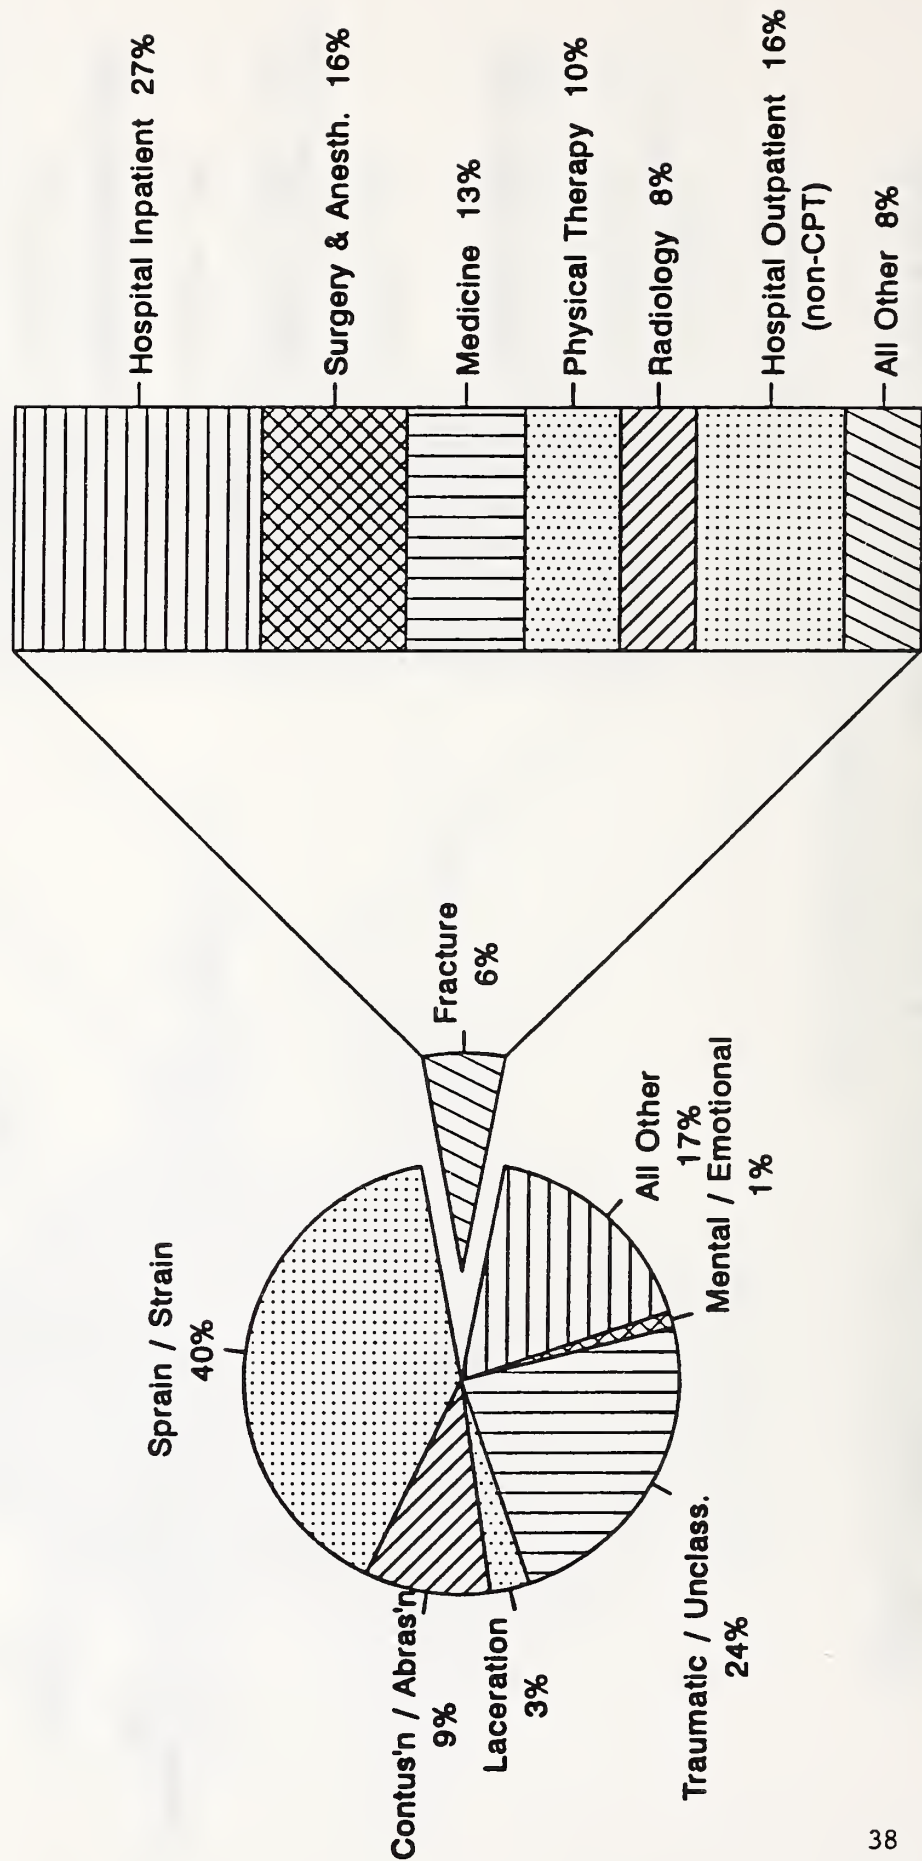 Sprain / Strain
40%
Contus'n / Abras'n
9%
Laceration
3%
Traumatic / Unclass.
24%
Mental / Emotional
1%
All Other
17%
Fracture
6%
Hospital Inpatient 27%
Surgery & Anesth. 16%
Medicine 13%
Physical Therapy 10%
Radiology 8%
Hospital Outpatient 16%
(non-CPT)
All Other 8%
38